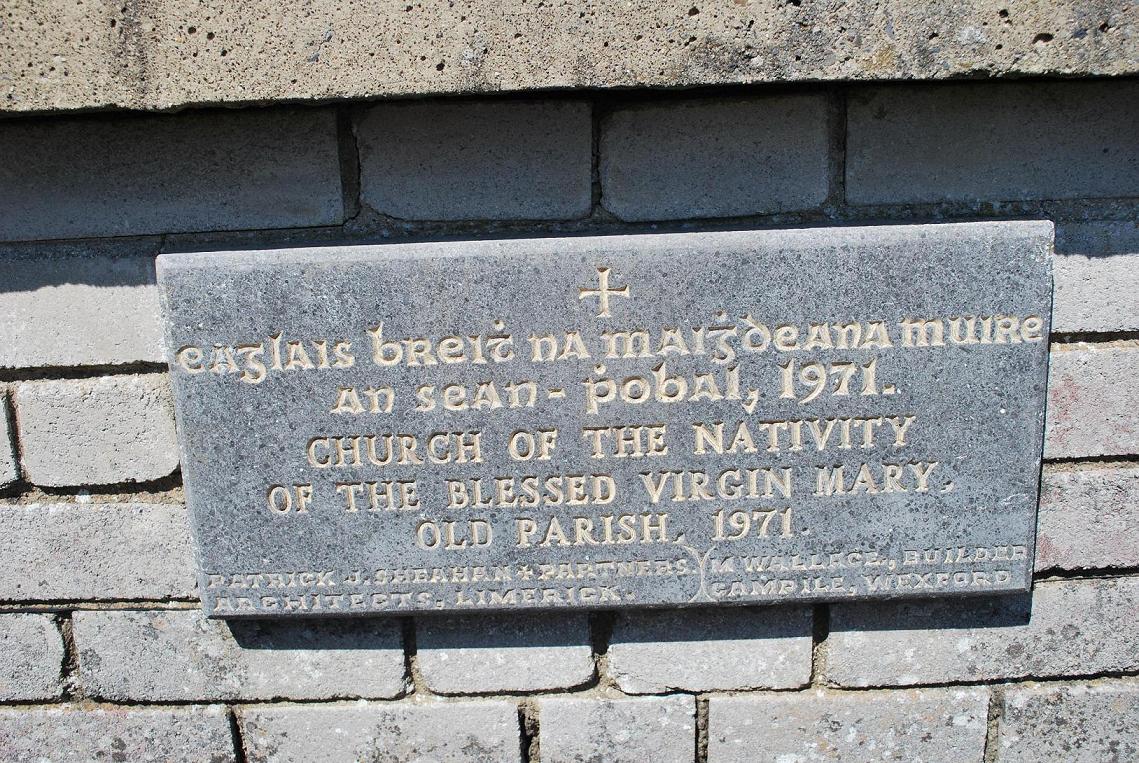 eaglais breiṫ na maiġdeana muire
an sean-ṗobal, 1971.
CHURCH OF THE NATIVITY
OF THE BLESSED VIRGIN MARY,
OLD PARISH. 1971.
PATRICK J. SHEAHAN + PARTNERS M WALLACE, BUILDER
ARCHITECTS, LIMERICK. CAMPILE, WEXFORD